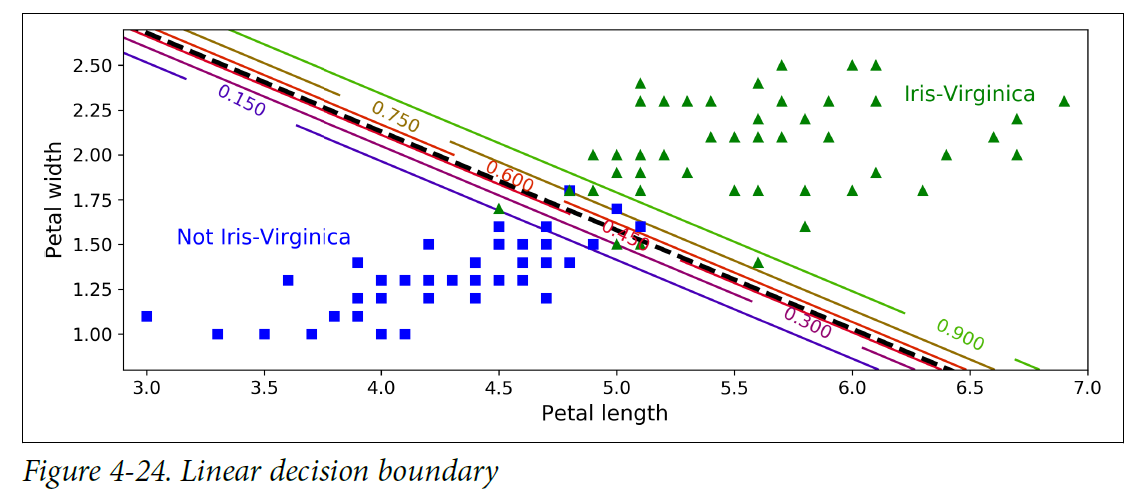 2.50
2.25
2.00
1.75
1.50
1.25
1.00
Petal width
0.150
0.750
0.600
0.450
0.300
0.900
Iris-Virginica
Not Iris-Virginica
3.0 3.5 4.0 4.5 5.0 5.5 6.0 6.5 7.0
Petal length
Figure 4-24. Linear decision boundary